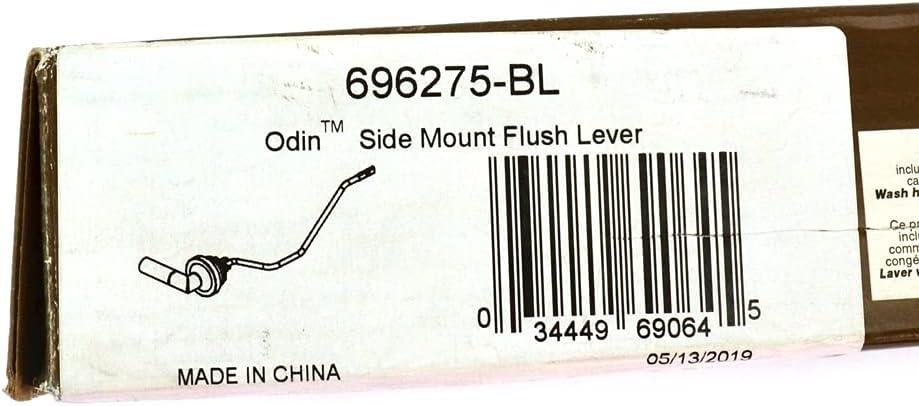 696275-BL
Odin™ Side Mount Flush Lever
0 34449 69064 5
05/13/2019
MADE IN CHINA
inclu
ca
Wash h
Ce pr
incl
comm
congé
Laver v